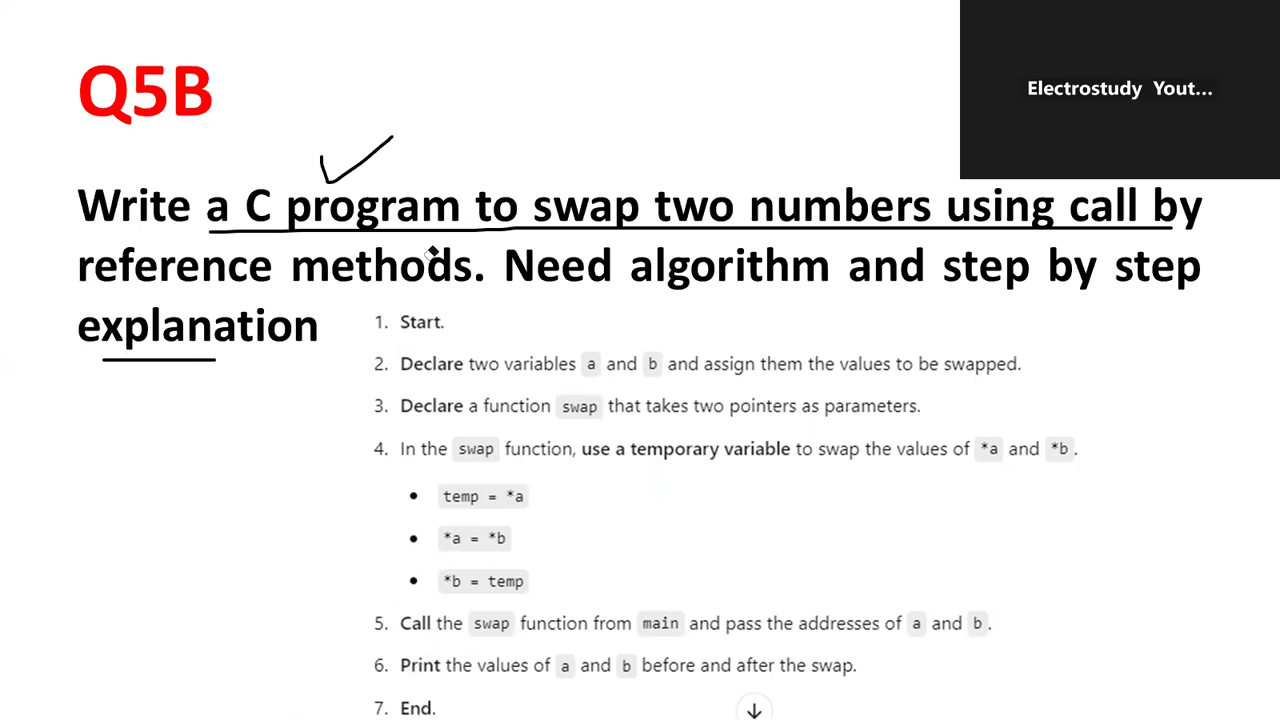 Q5B
Electrostudy Yout...
Write a C program to swap two numbers using call by
reference methods. Need algorithm and step by step
explanation
1. Start.
2. Declare two variables a and b and assign them the values to be swapped.
3. Declare a function swap that takes two pointers as parameters.
4. In the swap function, use a temporary variable to swap the values of *a and *b.
• temp = *a
• *a = *b
• *b = temp
5. Call the swap function from main and pass the addresses of a and b.
6. Print the values of a and b before and after the swap.
7. End.